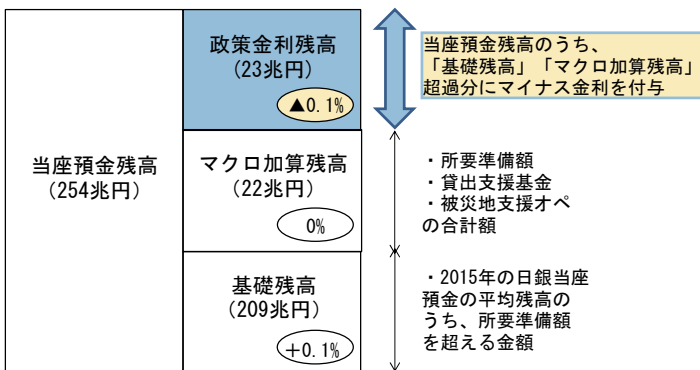 当座預金残高
(254兆円)
政策金利残高
(23兆円)
▲0.1%
マクロ加算残高
(22兆円)
0%
基礎残高
(209兆円)
+0.1%
当座預金残高のうち、
「基礎残高」「マクロ加算残高」
超過分にマイナス金利を付与
・所要準備額
・貸出支援基金
・被災地支援オペ
の合計額
・2015年の日銀当座
預金の平均残高の
うち、所要準備額
を超える金額